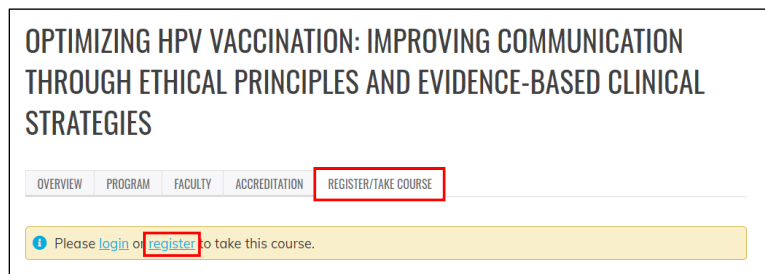 OPTIMIZING HPV VACCINATION: IMPROVING COMMUNICATION
THROUGH ETHICAL PRINCIPLES AND EVIDENCE-BASED CLINICAL
STRATEGIES
OVERVIEW PROGRAM FACULTY ACCREDITATION REGISTER/TAKE COURSE
Please login or register to take this course.